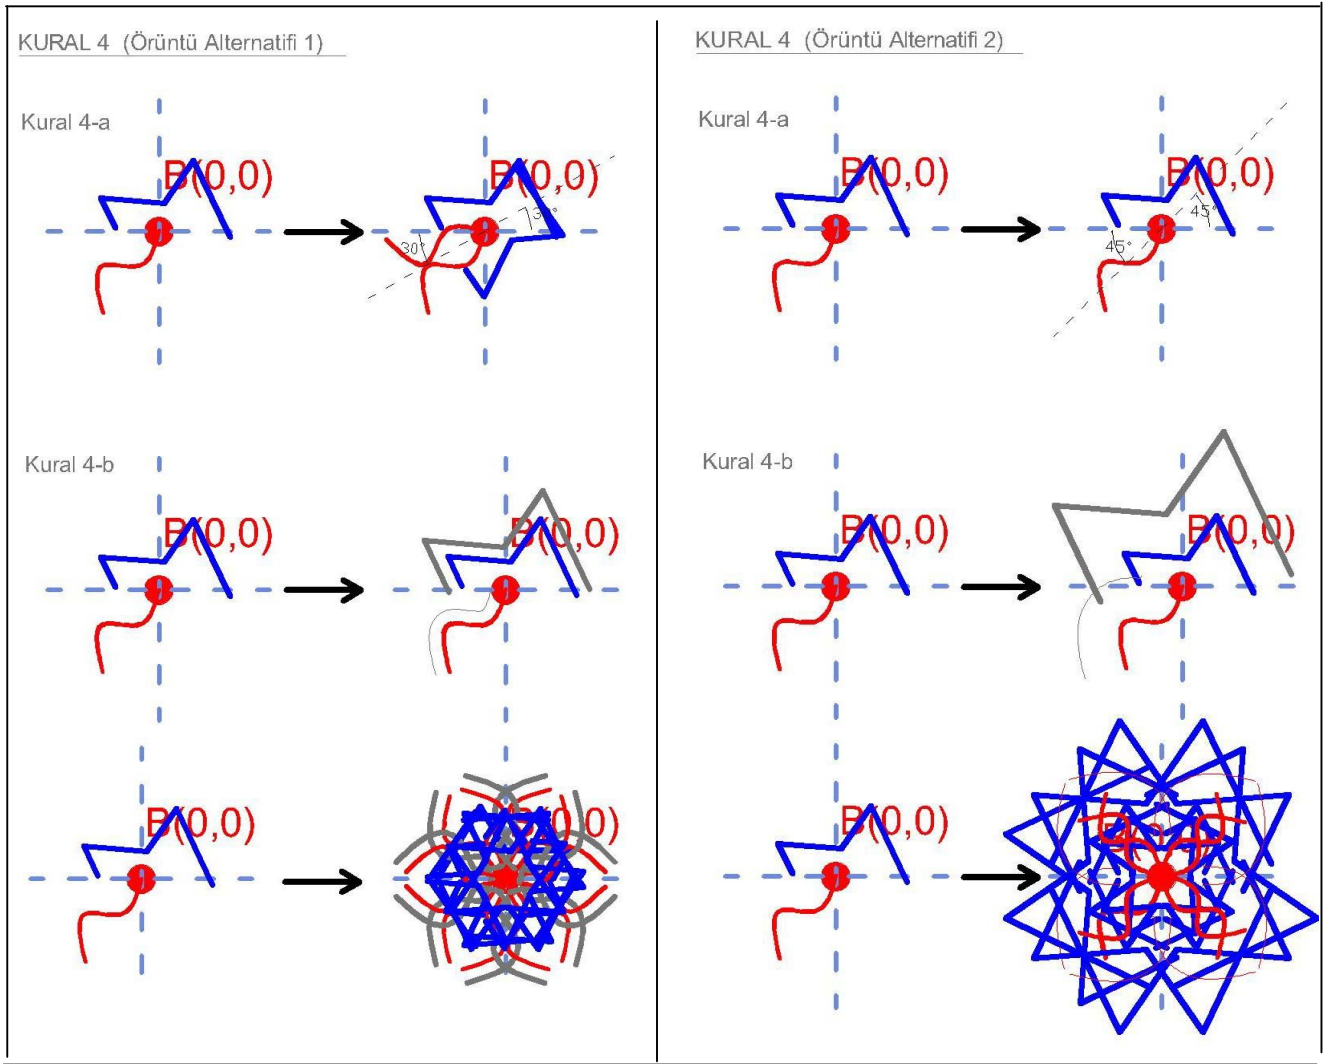 KURAL 4 (Örüntü Alternatifi 1)
Kural 4-a
B(0,0)
B(0,0)
30°
30°
Kural 4-b
B(0,0)
B(0,0)
B(0,0)
B(0,0)
KURAL 4 (Örüntü Alternatifi 2)
Kural 4-a
B(0,0)
B(0,0)
45°
45°
Kural 4-b
B(0,0)
B(0,0)
B(0,0)